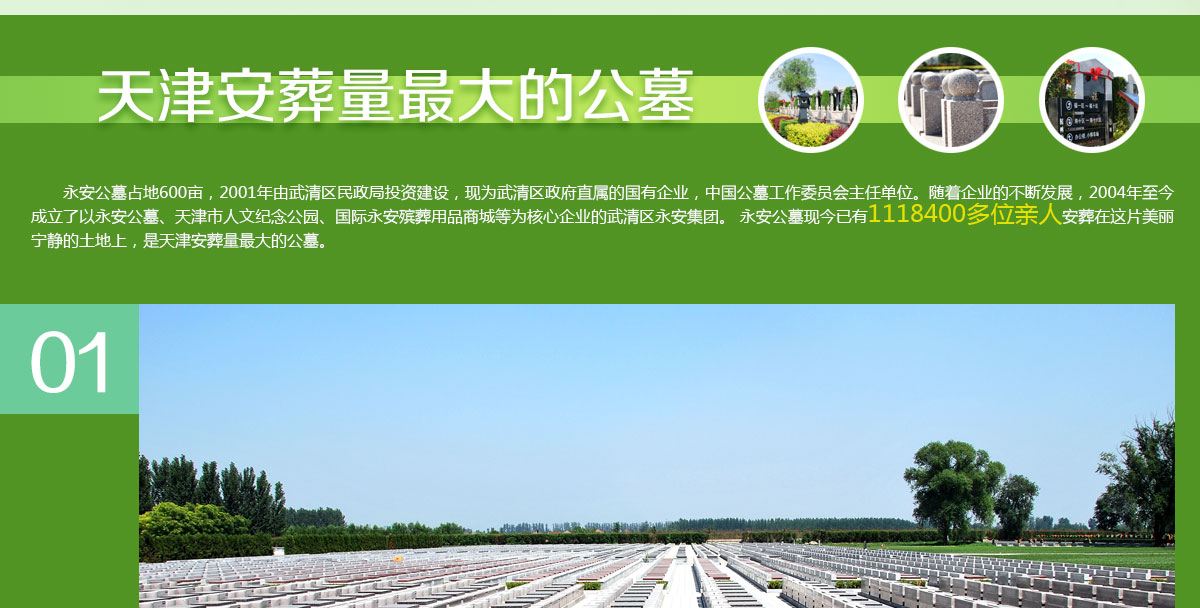 天津安葬量最大的公墓
永安公墓占地600亩，2001年由武清区民政局投资建设，现为武清区政府直属的国有企业，中国公墓工作委员会主任单位。随着企业的不断发展，2004年至今
成立了以永安公墓、天津市人文纪念公园、国际永安殡葬用品商城等为核心企业的武清区永安集团。 永安公墓现今已有1118400多位亲人安葬在这片美丽
宁静的土地上，是天津安葬量最大的公墓。
01